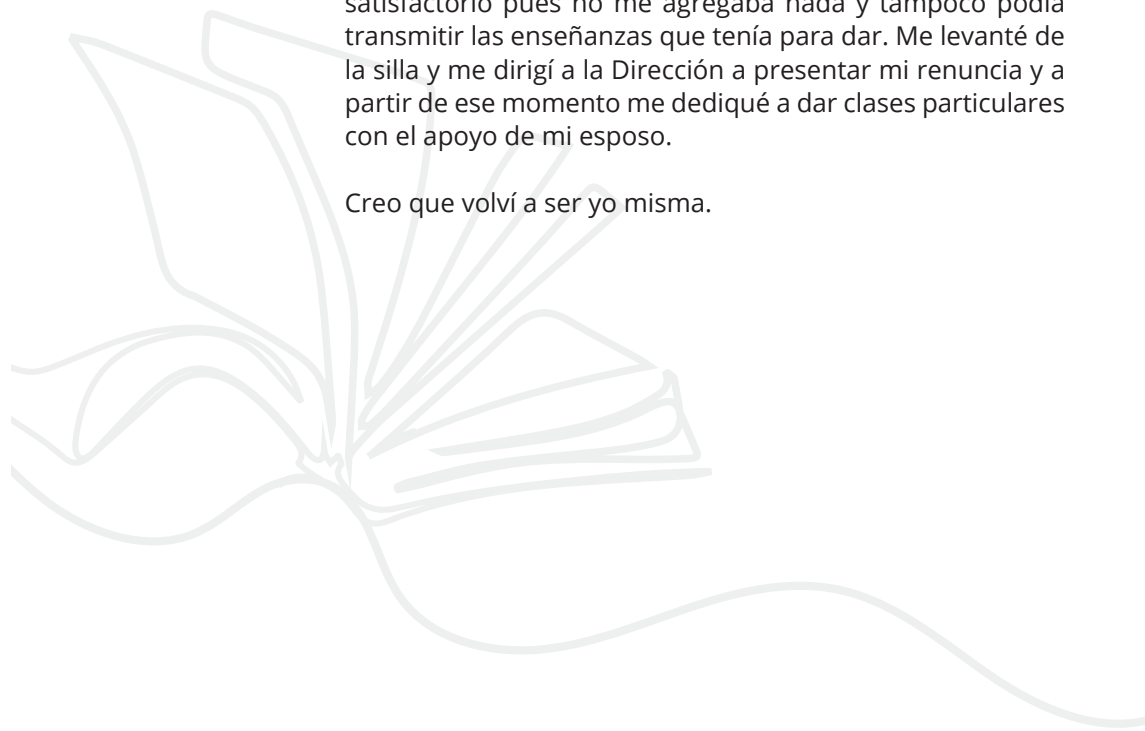 satisfactorio pues no me agregaba nada y tampoco podía
transmitir las enseñanzas que tenía para dar. Me levanté de
la silla y me dirigí a la Dirección a presentar mi renuncia y a
partir de ese momento me dediqué a dar clases particulares
con el apoyo de mi esposo.
Creo que volví a ser yo misma.